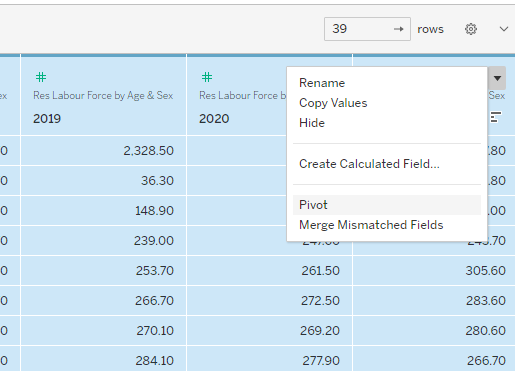 39 → rows
# # 
ex Res Labour Force by Age & Sex Res Labour Force b Sex
2019 2020
Rename
Copy Values
Hide
Create Calculated Field...
Pivot
Merge Mismatched Fields
0 2,328.50 .80
0 36.30 .80
0 148.90 .00
0 239.00 247.00 245.70
0 253.70 261.50 305.60
0 266.70 272.50 283.60
0 270.10 269.20 280.60
0 284.10 277.90 266.70